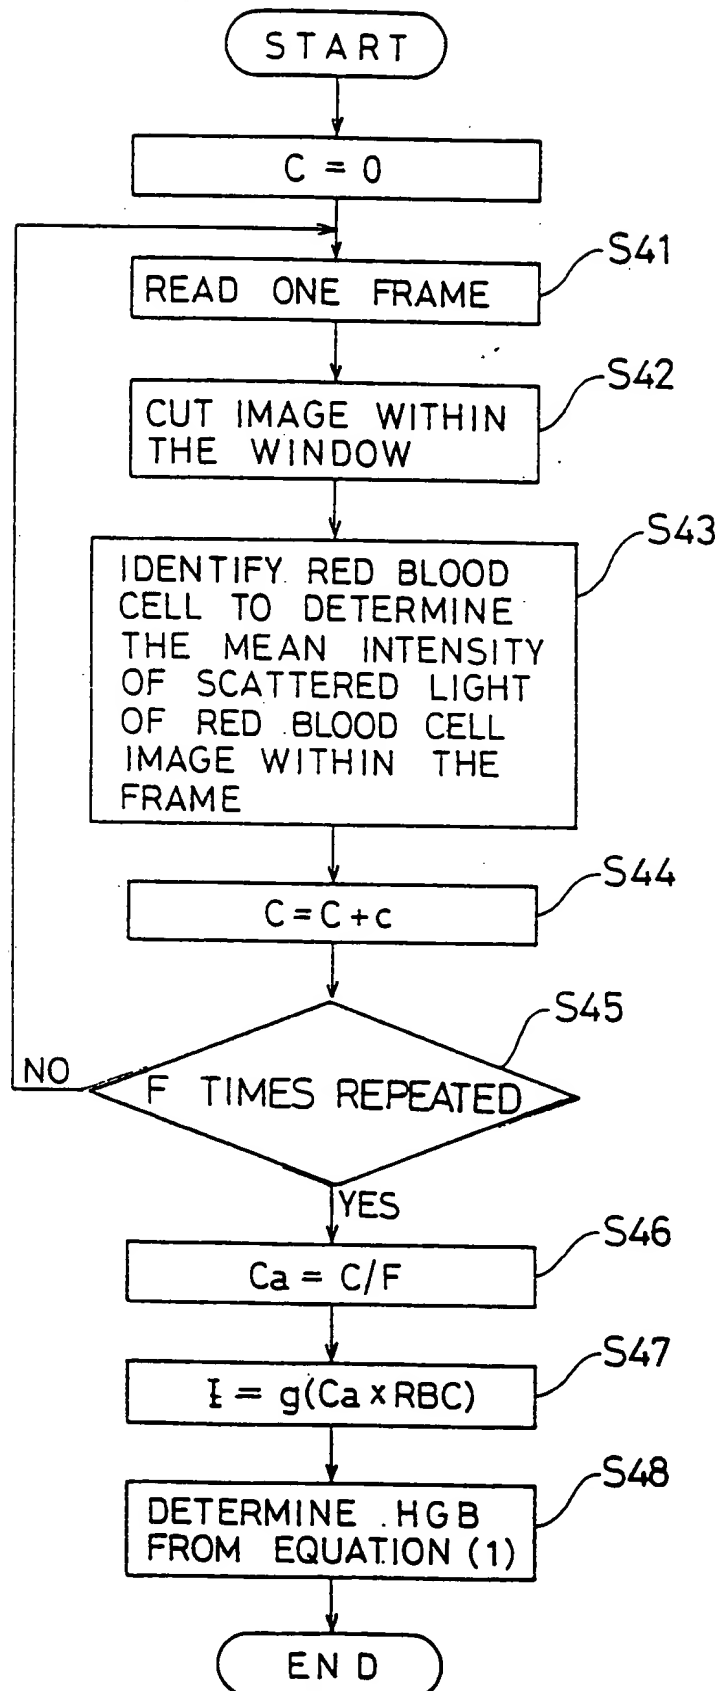 START
C = 0
S41
READ ONE FRAME
S42
CUT IMAGE WITHIN
THE WINDOW
S43
IDENTIFY RED BLOOD
CELL TO DETERMINE
THE MEAN INTENSITY
OF SCATTERED LIGHT
OF RED BLOOD CELL
IMAGE WITHIN THE
FRAME
S44
C = C + c
S45
F TIMES REPEATED
NO
YES
S46
Ca = C/F
S47
I = g(Ca × RBC)
S48
DETERMINE HGB
FROM EQUATION (1)
END